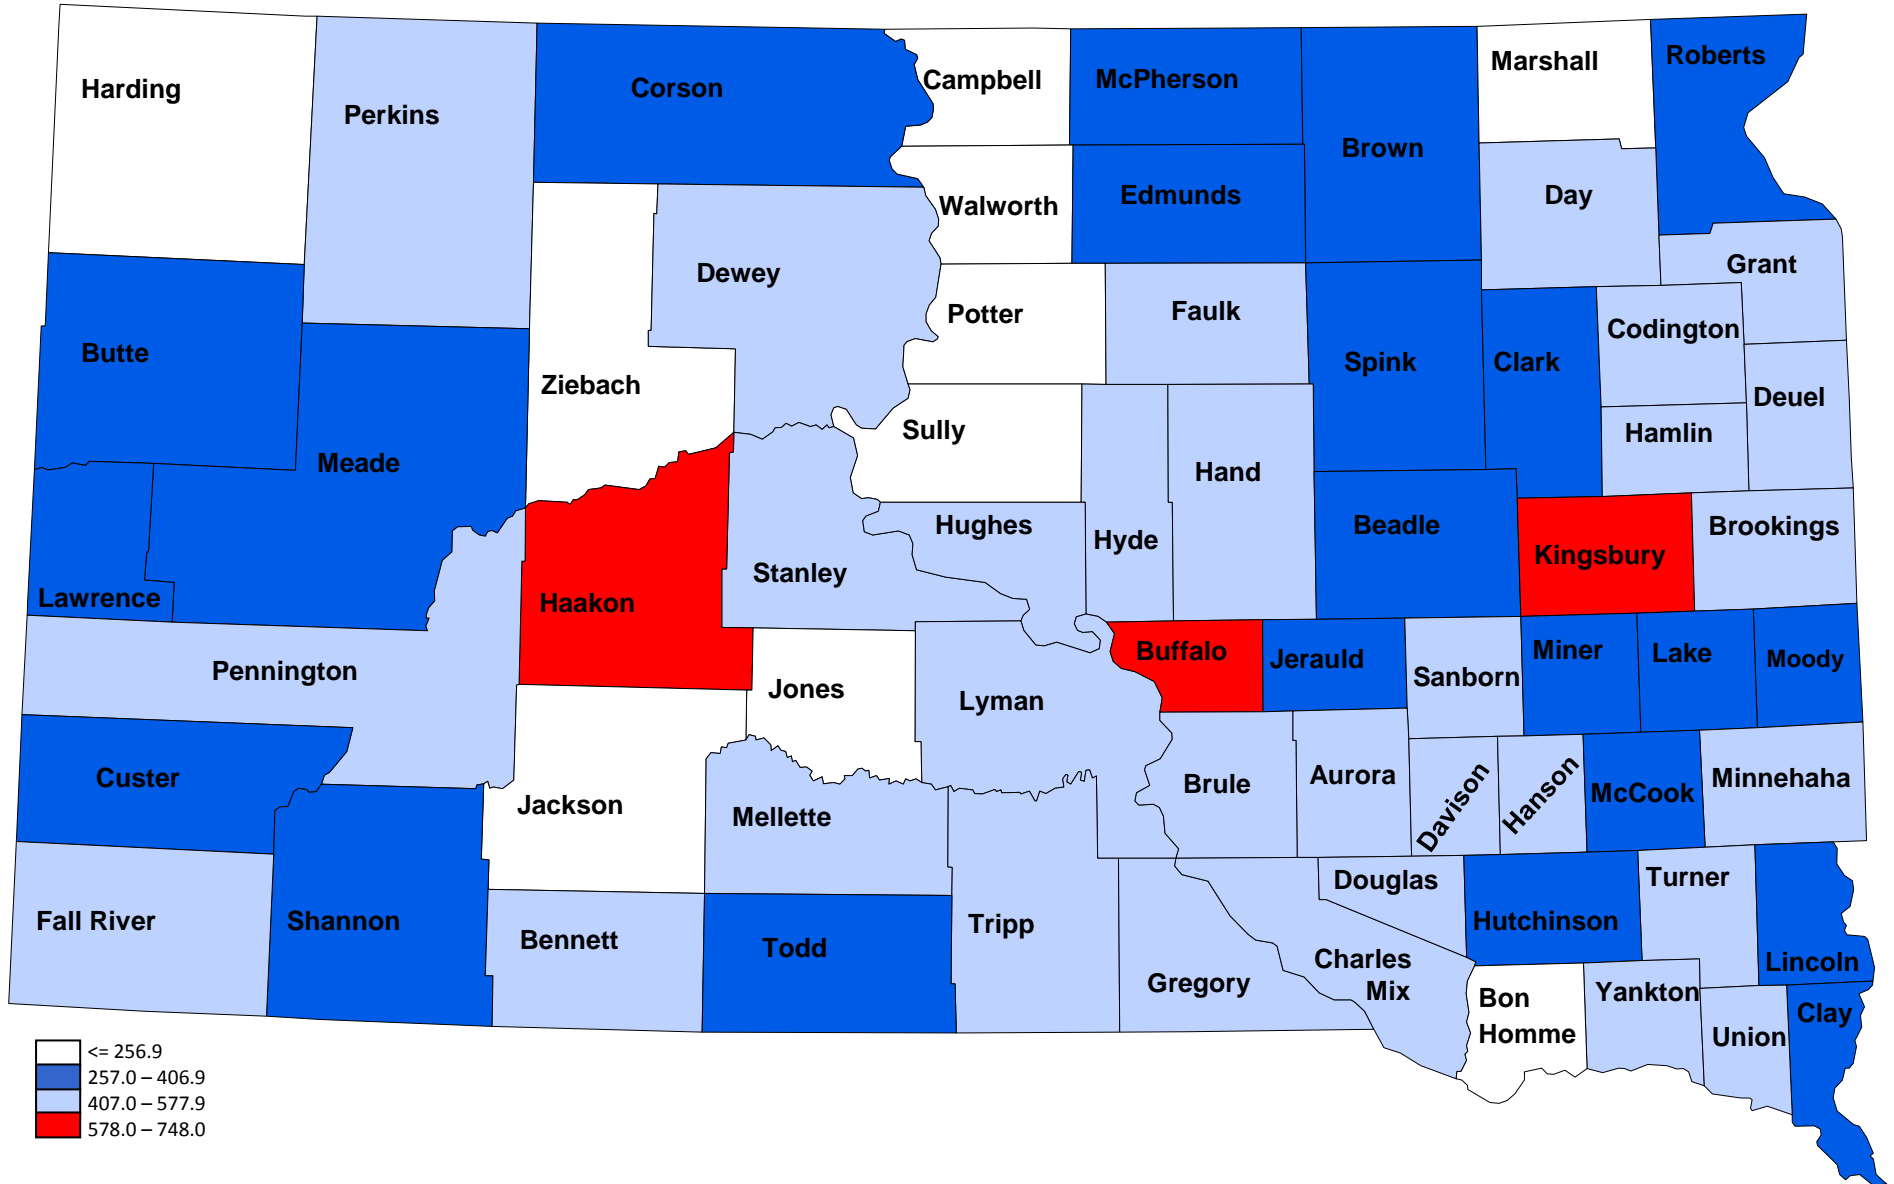 Harding
Perkins
Corson
Campbell
McPherson
Brown
Marshall
Roberts
Walworth
Edmunds
Day
Dewey
Grant
Butte
Ziebach
Potter
Faulk
Spink
Clark
Codington
Deuel
Meade
Sully
Hand
Hamlin
Lawrence
Haakon
Stanley
Hughes
Hyde
Beadle
Kingsbury
Brookings
Pennington
Jones
Lyman
Buffalo
Jerauld
Sanborn
Miner
Lake
Moody
Custer
Jackson
Mellette
Brule
Aurora
Davison
Hanson
McCook
Minnehaha
Fall River
Shannon
Bennett
Todd
Tripp
Gregory
Charles
Mix
Douglas
Hutchinson
Turner
Lincoln
Bon
Homme
Yankton
Union
Clay
<= 256.9
257.0 – 406.9
407.0 – 577.9
578.0 – 748.0